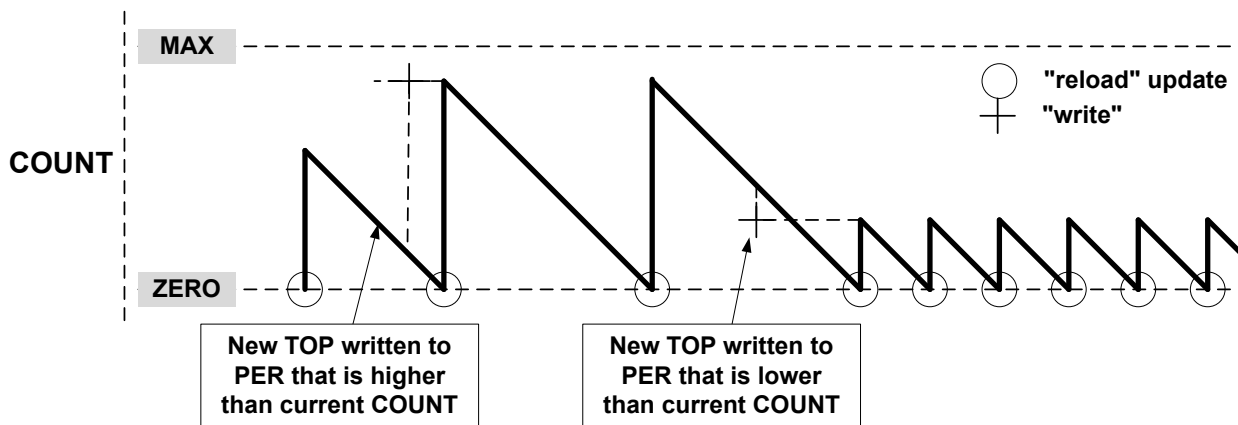 MAX
"reload" update
"write"
COUNT
ZERO
New TOP written to
PER that is higher
than current COUNT
New TOP written to
PER that is lower
than current COUNT